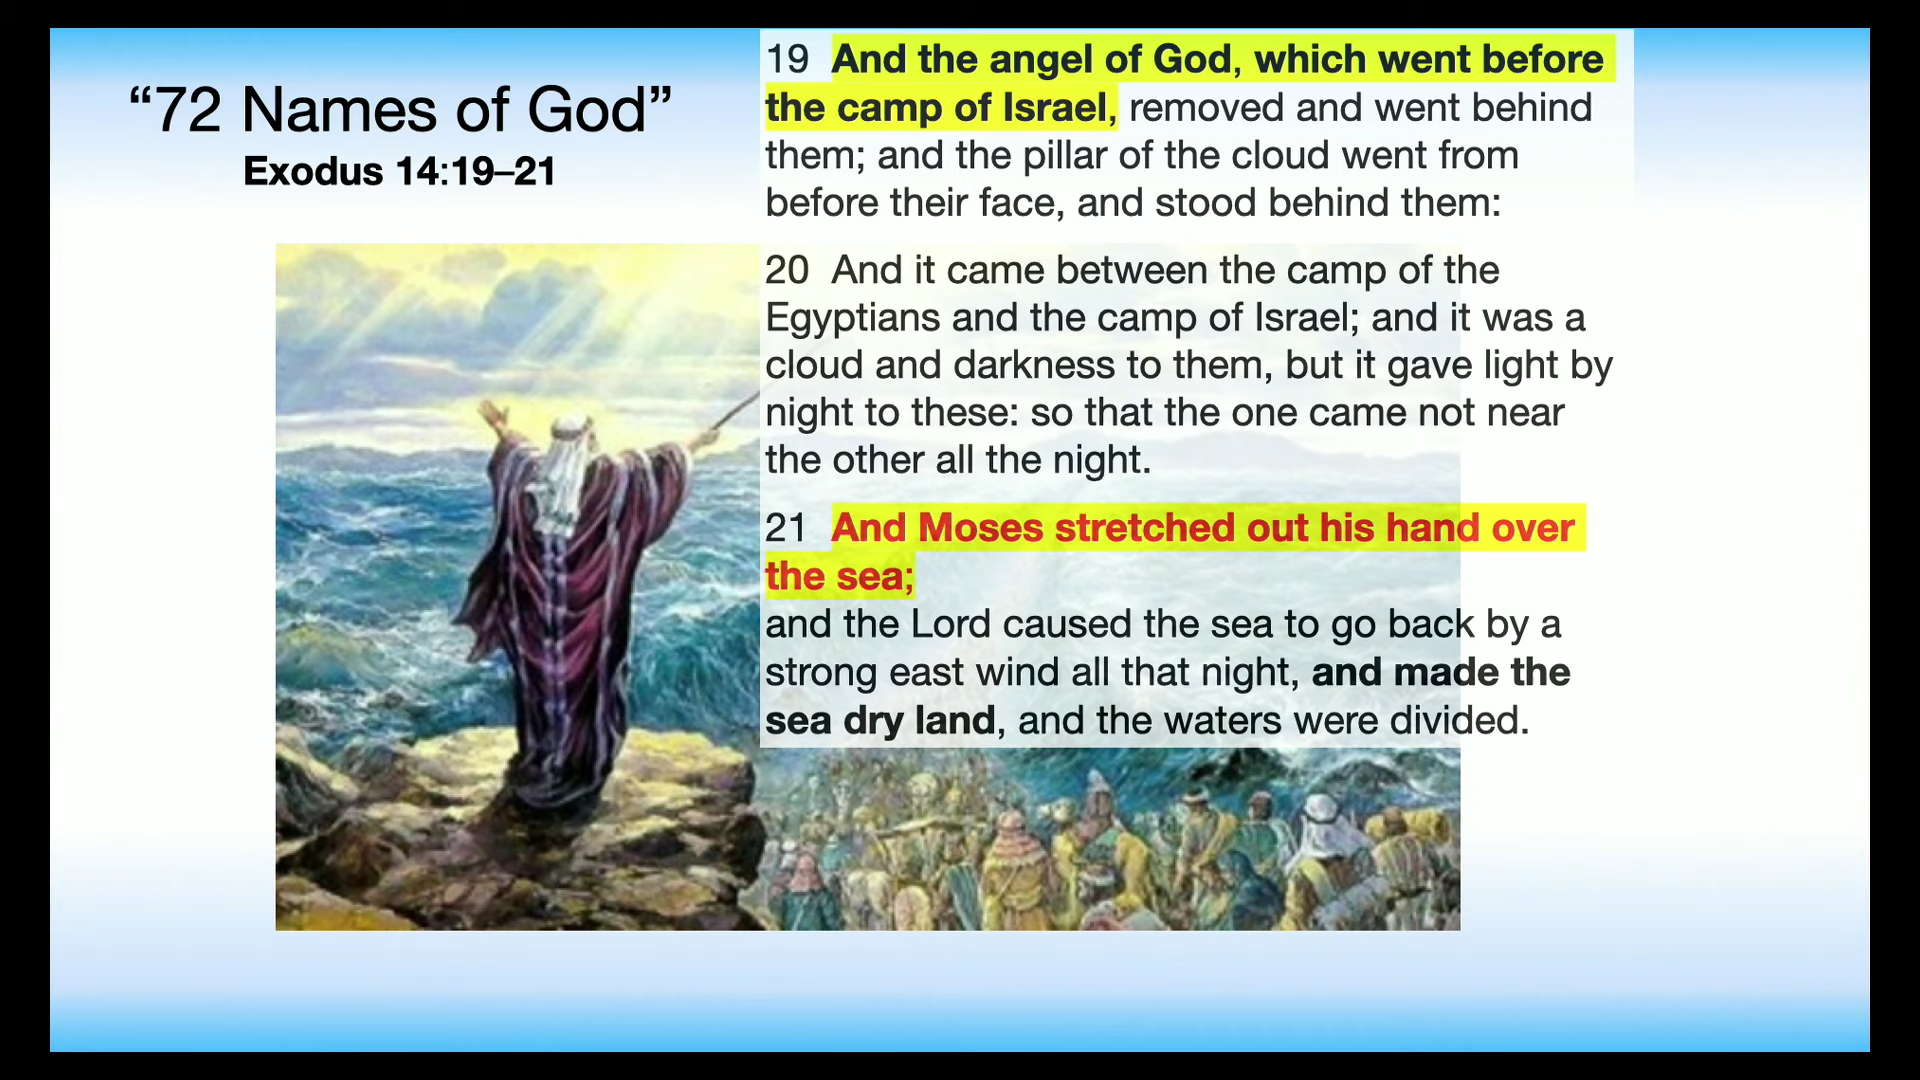 “72 Names of God”
Exodus 14:19–21
19 And the angel of God, which went before
the camp of Israel, removed and went behind
them; and the pillar of the cloud went from
before their face, and stood behind them:
20 And it came between the camp of the
Egyptians and the camp of Israel; and it was a
cloud and darkness to them, but it gave light by
night to these: so that the one came not near
the other all the night.
21 And Moses stretched out his hand over
the sea;
and the Lord caused the sea to go back by a
strong east wind all that night, and made the
sea dry land, and the waters were divided.